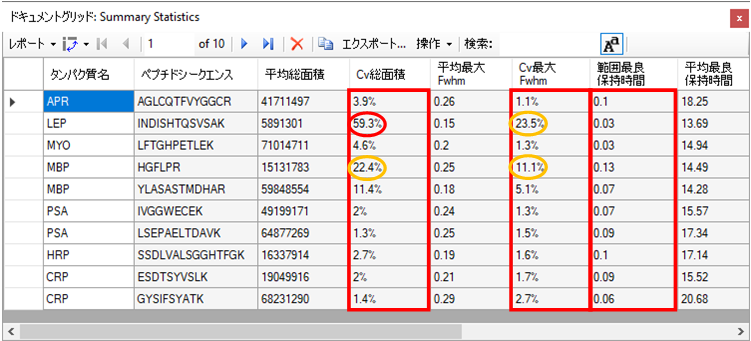 ドキュメントグリッド: Summary Statistics x
レポート 1 of 10 エクスポート... 操作 検索: Aa
タンパク質名 ペプチドシークエンス 平均総面積 Cv総面積 平均最大 Fwhm Cv最大 Fwhm 範囲最良 保持時間 平均最良 保持時間
APR AGLCQTFVYGGCR 41711497 3.9% 0.26 1.1% 0.1 18.25
LEP INDISHTQSVSAK 5891301 59.3% 0.15 23.5% 0.03 13.69
MYO LFTGHPETLEK 71014711 4.6% 0.2 1.3% 0.03 14.94
MBP HGFLPR 15131783 22.4% 0.25 11.1% 0.13 14.49
MBP YLASASTMDHAR 59848554 11.4% 0.18 5.1% 0.07 14.28
PSA IVGGWECEK 49199171 2% 0.24 1.3% 0.07 15.57
PSA LSEPAELTDAVK 64877269 1.3% 0.25 1.5% 0.09 17.34
HRP SSDLVALSGGHTFGK 16337914 2.7% 0.19 1.6% 0.1 17.14
CRP ESDTSYVSLK 19049916 2% 0.21 1.7% 0.09 15.52
CRP GYSIFSYATK 68231290 1.4% 0.29 2.7% 0.06 20.68